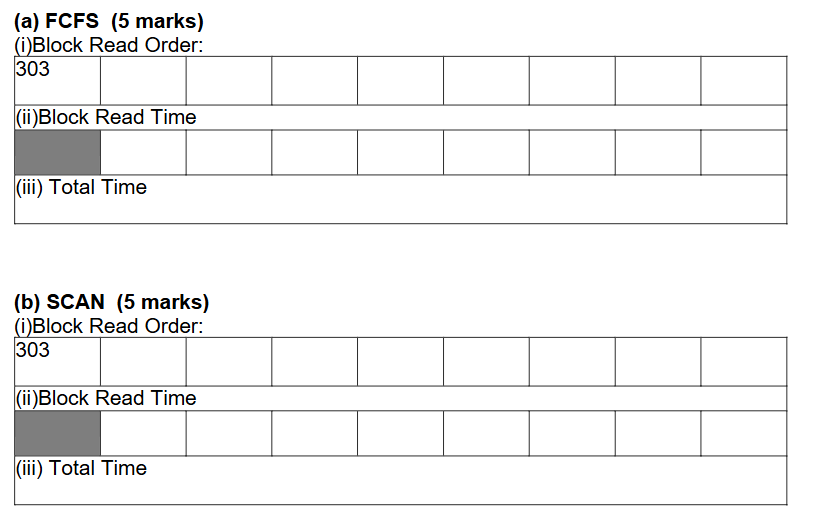 (a) FCFS (5 marks)
(i)Block Read Order:
303
(ii)Block Read Time
(iii) Total Time
(b) SCAN (5 marks)
(i)Block Read Order:
303
(ii)Block Read Time
(iii) Total Time